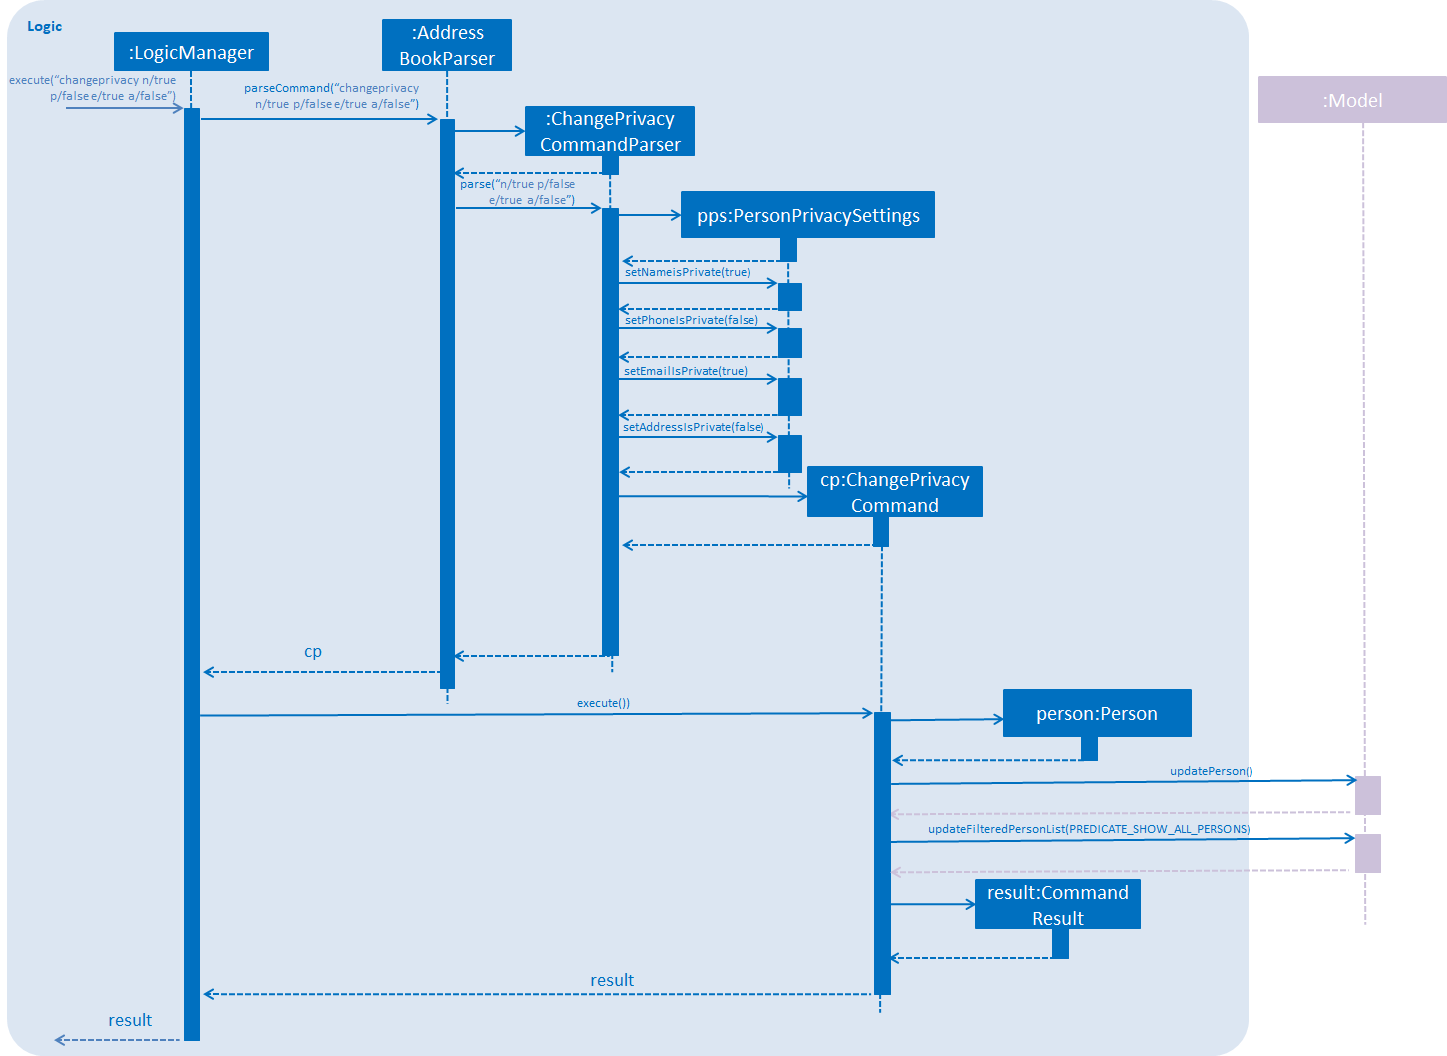 Logic
:LogicManager
:Address
BookParser
execute(“changeprivacy n/true
p/false e/true a/false”)
parseCommand(“changeprivacy
n/true p/false e/true a/false”)
:ChangePrivacy
CommandParser
:Model
parse(“n/true p/false
e/true a/false”)
pps:PersonPrivacySettings
setNameisPrivate(true)
setPhoneIsPrivate(false)
setEmailIsPrivate(true)
setAddressIsPrivate(false)
cp:ChangePrivacy
Command
cp
execute())
person:Person
updatePerson()
updateFilteredPersonList(PREDICATE_SHOW_ALL_PERSONS)
result:Command
Result
result
result